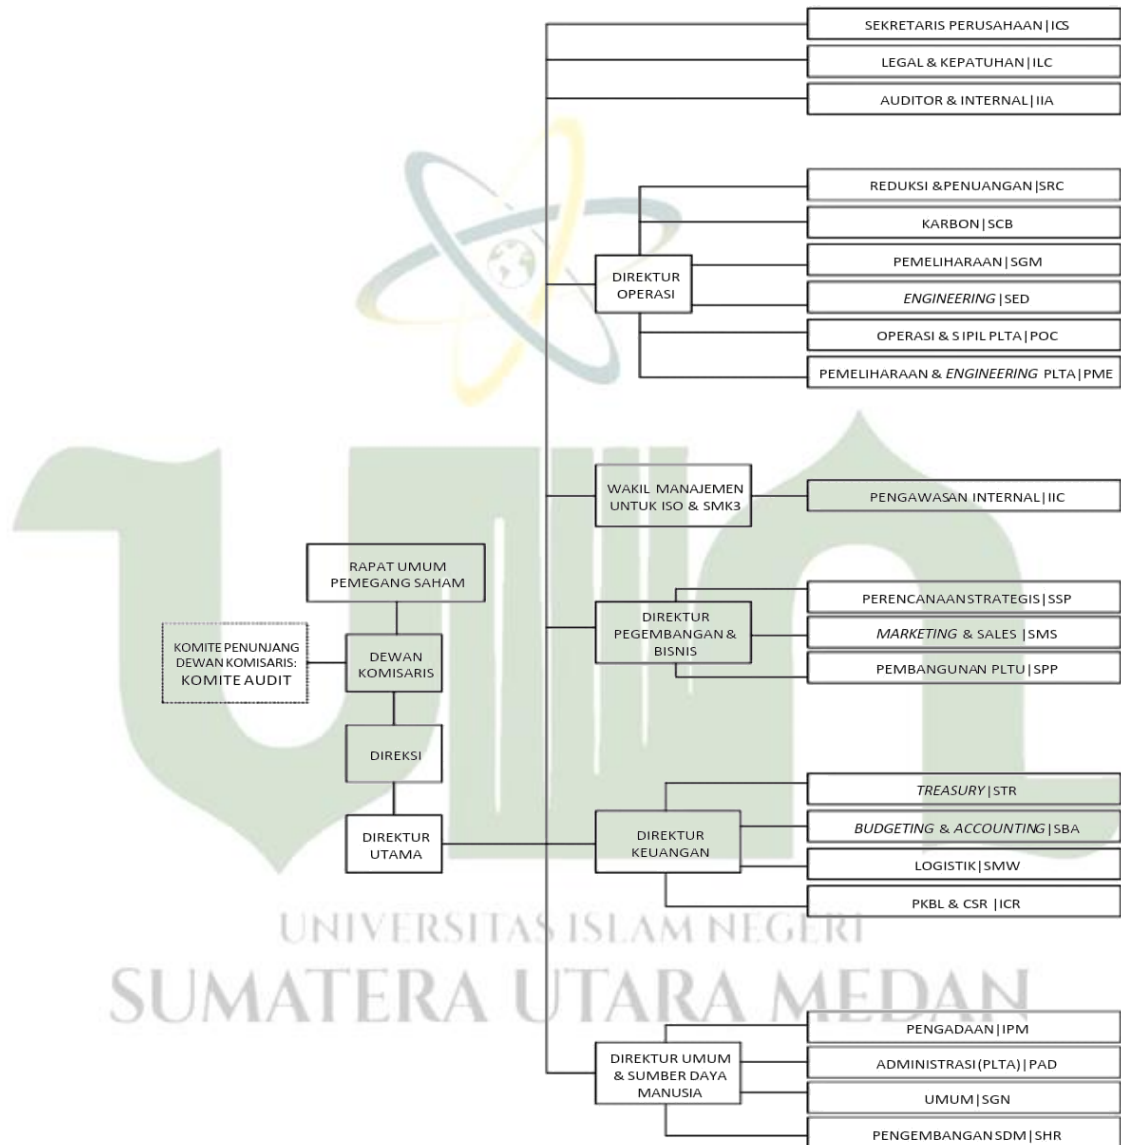 SEKRETARIS PERUSAHAAN|ICS
LEGAL & KEPATUHAN|ILC
AUDITOR & INTERNAL|IIA
REDUKSI &PENUANGAN|SRC
KARBON|SCB
PEMELIHARAAN|SGM
DIREKTUR
OPERASI
ENGINEERING|SED
OPERASI & SIPIL PLTA|POC
PEMELIHARAAN & ENGINEERING PLTA|PME
WAKIL MANAJEMEN
UNTUK ISO & SMK3
PENGAWASAN INTERNAL|IIC
RAPAT UMUM
PEMEGANG SAHAM
KOMITE PENUNJANG
DEWAN KOMISARIS:
KOMITE AUDIT
DEWAN
KOMISARIS
DIREKSI
DIREKTUR
UTAMA
DIREKTUR
PEGEMBANGAN &
BISNIS
PERENCANAAN STRATEGIS|SSP
MARKETING & SALES |SMS
PEMBANGUNAN PLTU|SPP
DIREKTUR
KEUANGAN
TREASURY|STR
BUDGETING & ACCOUNTING|SBA
LOGISTIK|SMW
PKBL & CSR |ICR
UNIVERSITAS ISLAM NEGERI
SUMATERA UTARA MEDAN
DIREKTUR UMUM
& SUMBER DAYA
MANUSIA
PENGADAAN|IPM
ADMINISTRASI (PLTA)|PAD
UMUM|SGN
PENGEMBANGAN SDM|SHR